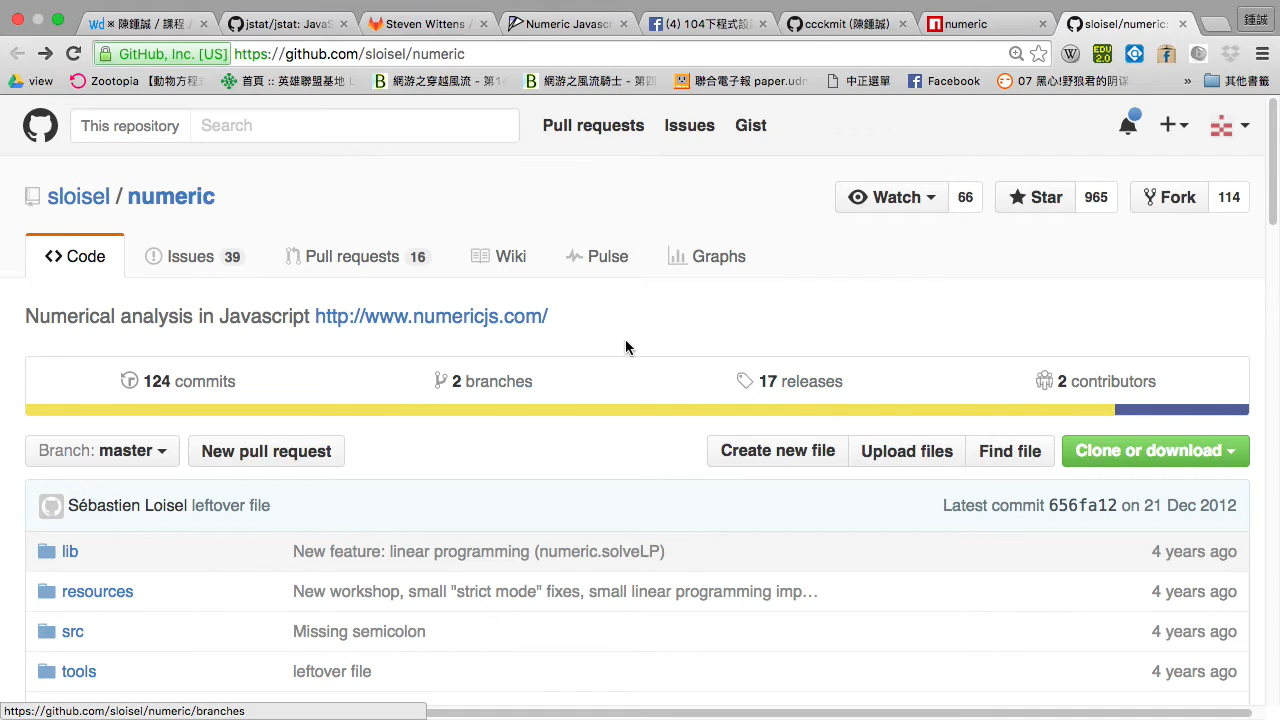 Wd ※ 陳鍾誠 / 課程
jstat/jstat: JavaS
Steven Wittens /
Numeric Javascr
(4) 104下程式設
ccckmit (陳鍾誠)
numeric
sloisel/numeric:
鍾誠
GitHub, Inc. [US]
https://github.com/sloisel/numeric
W
EDU 2.0
view
Zootopia 【動物方程
首頁 :: 英雄聯盟基地
網游之穿越風流 - 第1
網游之風流騎士 - 第四
聯合電子報 paper.udn
中正選單
Facebook
07 黑心!野狼君的阴谋
»
其他書籤
This repository
Search
Pull requests
Issues
Gist
sloisel / numeric
Watch
66
Star
965
Fork
114
Code
Issues 39
Pull requests 16
Wiki
Pulse
Graphs
Numerical analysis in Javascript http://www.numericjs.com/
124 commits
2 branches
17 releases
2 contributors
Branch: master
New pull request
Create new file
Upload files
Find file
Clone or download
Sébastien Loisel leftover file
Latest commit 656fa12 on 21 Dec 2012
lib
New feature: linear programming (numeric.solveLP)
4 years ago
resources
New workshop, small "strict mode" fixes, small linear programming imp…
4 years ago
src
Missing semicolon
4 years ago
tools
leftover file
4 years ago
https://github.com/sloisel/numeric/branches